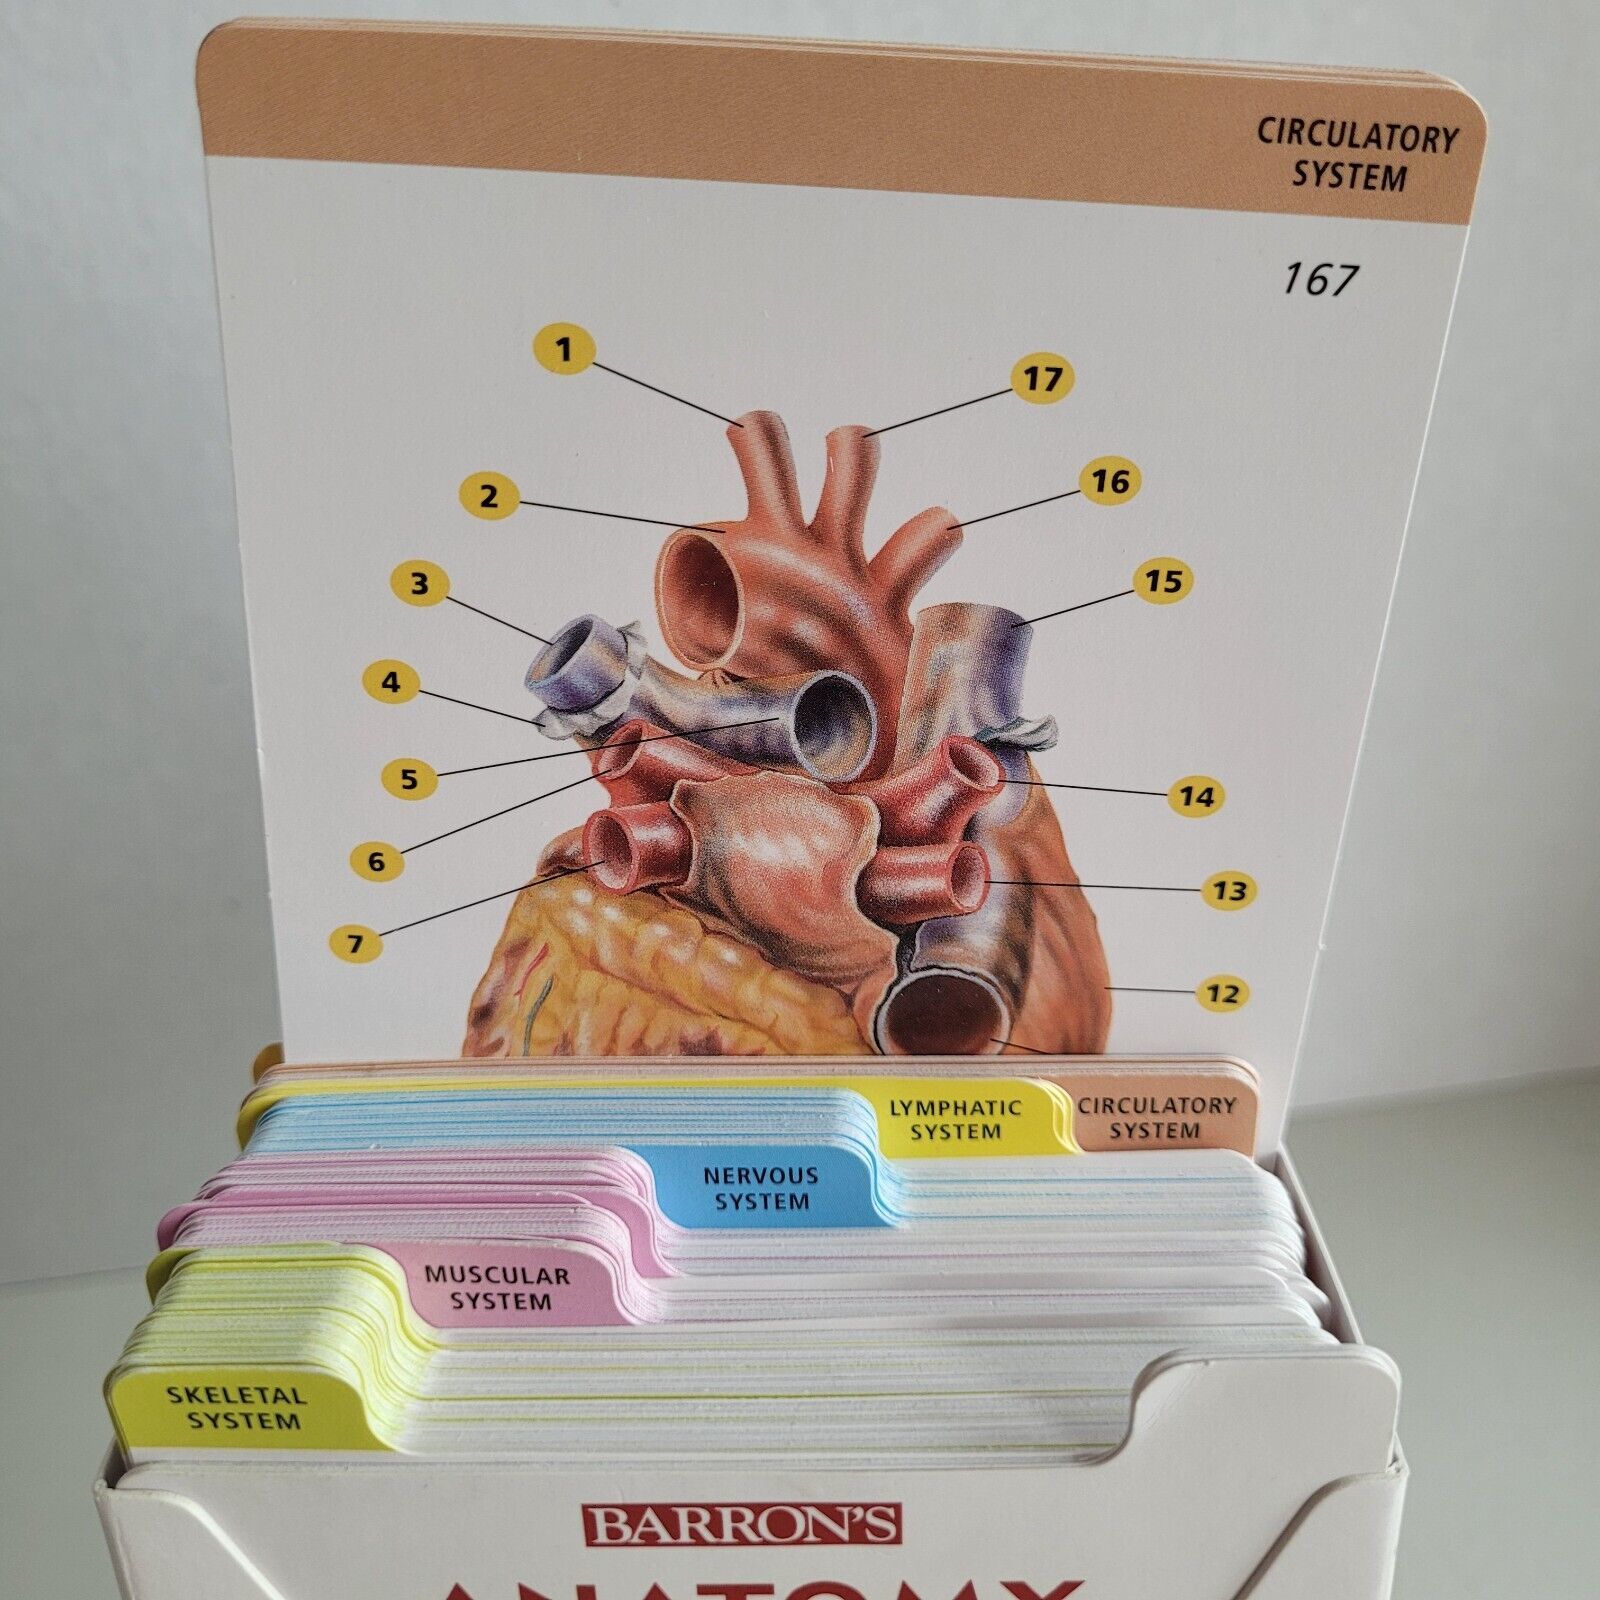 CIRCULATORY
SYSTEM
167
1
17
2
16
3
15
4
5
14
6
13
7
12
LYMPHATIC
SYSTEM
CIRCULATORY
SYSTEM
NERVOUS
SYSTEM
MUSCULAR
SYSTEM
SKELETAL
SYSTEM
BARRON'S
ANATOMY